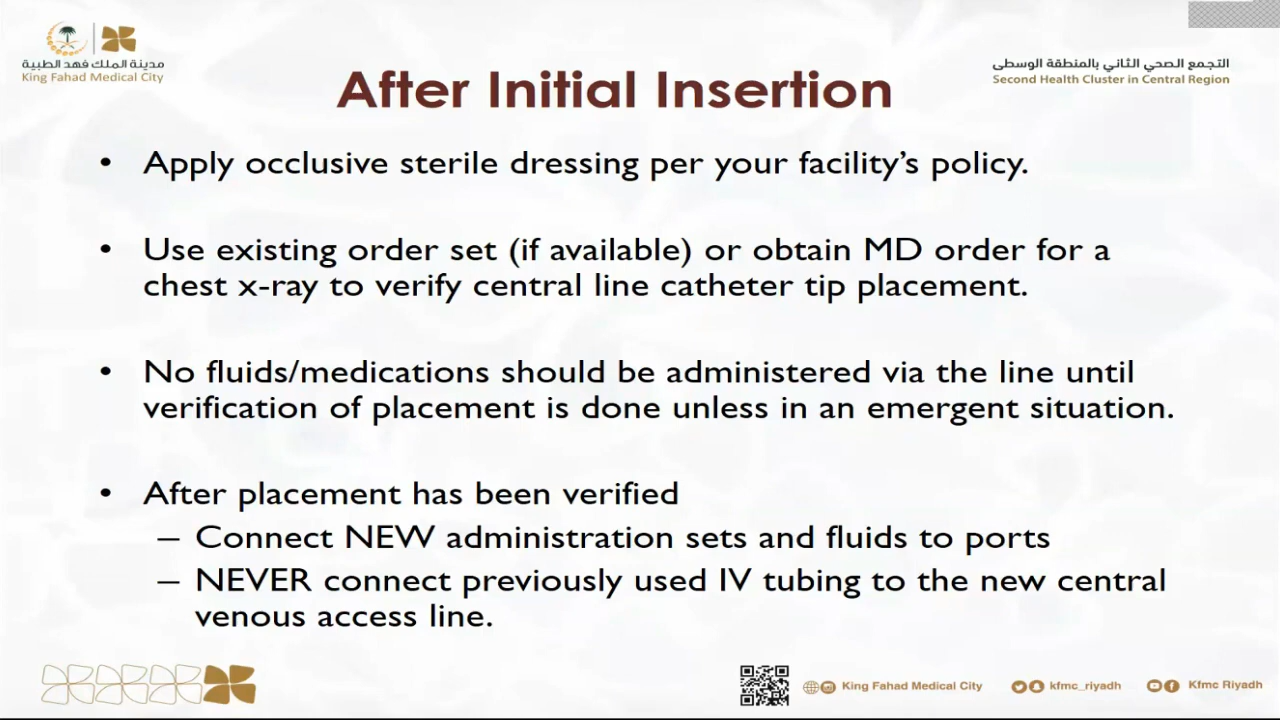 مدينة الملك فهد الطبية
King Fahad Medical City
التجمع الصحي الثاني بالمنطقة الوسطى
Second Health Cluster in Central Region
After Initial Insertion
• Apply occlusive sterile dressing per your facility’s policy.
• Use existing order set (if available) or obtain MD order for a
chest x-ray to verify central line catheter tip placement.
• No fluids/medications should be administered via the line until
verification of placement is done unless in an emergent situation.
• After placement has been verified
– Connect NEW administration sets and fluids to ports
– NEVER connect previously used IV tubing to the new central
venous access line.
King Fahad Medical City
kfmc_riyadh
Kfmc Riyadh